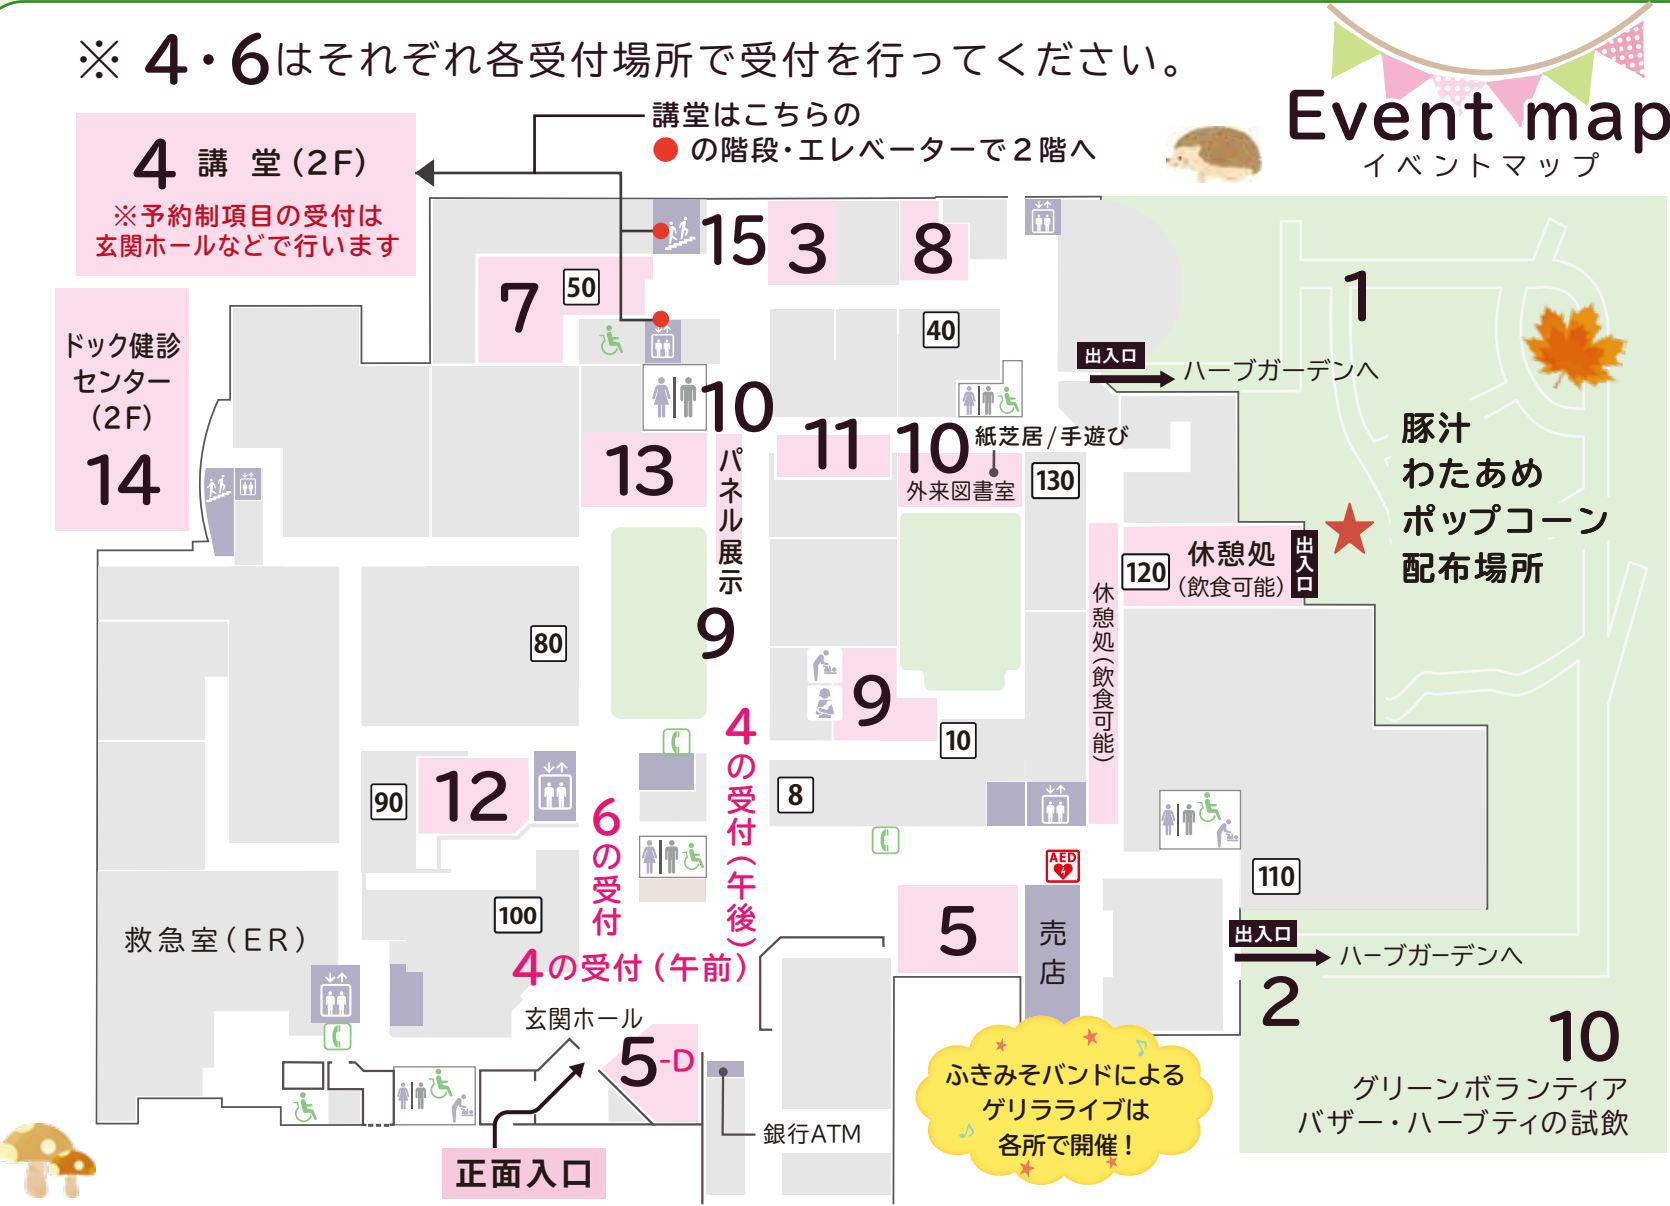 ※ 4・6はそれぞれ各受付場所で受付を行ってください。
Event map
イベントマップ
講堂はこちらの
の階段・エレベーターで2階へ
4 講 堂(2F)
※予約制項目の受付は
玄関ホールなどで行います
ドック健診
センター
(2F)
14
15
3
8
7
50
40
1
出入口
ハーブガーデンへ
10
パネル展示
13
11
10
紙芝居/手遊び
外来図書室
130
豚汁
わたあめ
ポップコーン
配布場所
120
休憩処
(飲食可能)
出入口
休憩処(飲食可能)
80
9
9
10
8
4の受付(午後)
90
12
6の受付
100
4の受付(午前)
救急室(ER)
AED
5
売店
110
出入口
ハーブガーデンへ
2
10
グリーンボランティア
バザー・ハーブティの試飲
玄関ホール
5-D
銀行ATM
正面入口
ふきみそバンドによる
ゲリラライブは
各所で開催！